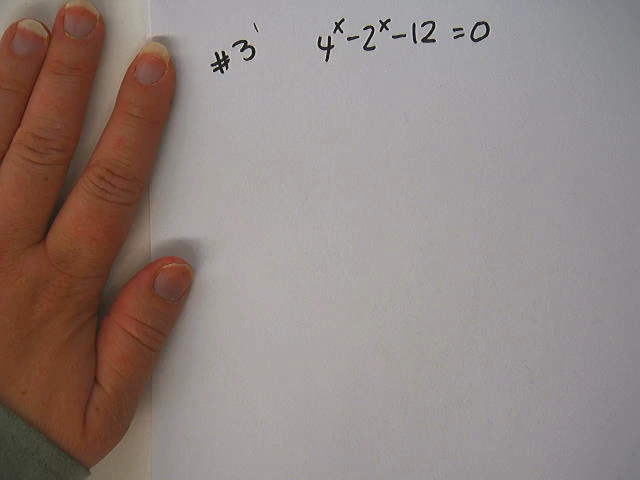 #3' 4^x - 2^x - 12 = 0